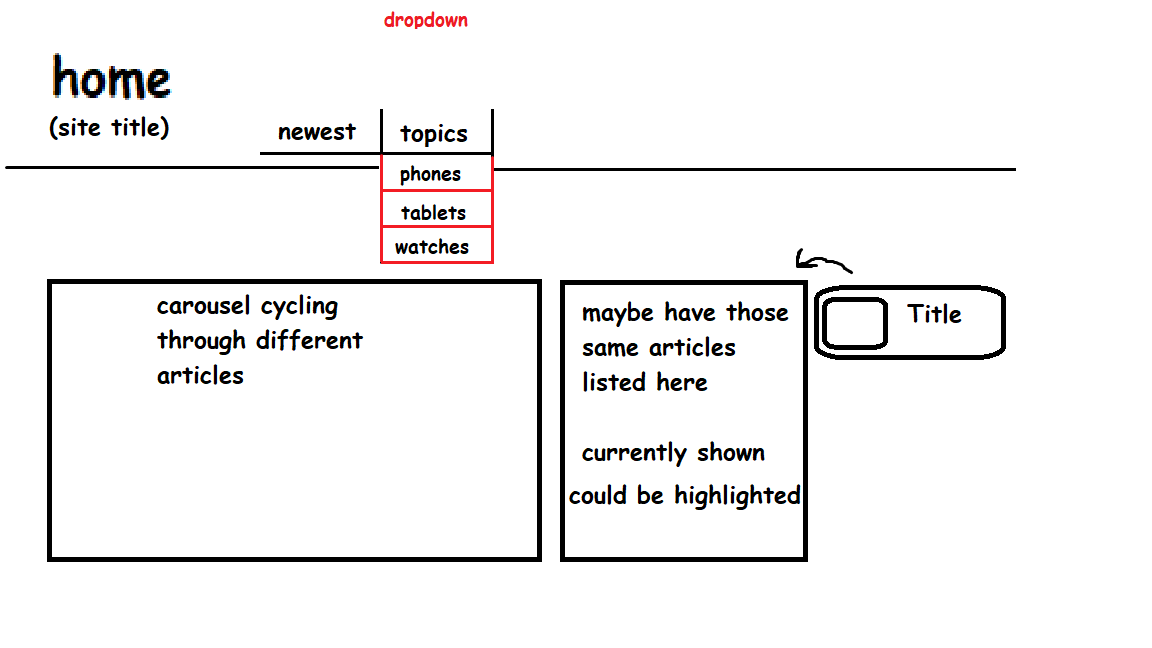 dropdown
home
(site title)
newest
topics
phones
tablets
watches
carousel cycling
through different
articles
maybe have those
same articles
listed here
currently shown
could be highlighted
Title